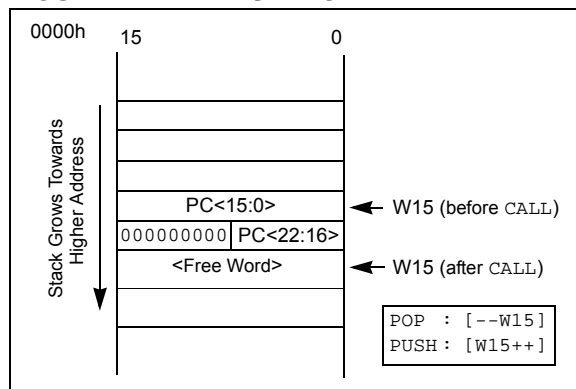 0000h
15 0
Stack Grows Towards
Higher Address
PC<15:0>
W15 (before CALL)
000000000 PC<22:16>
<Free Word>
W15 (after CALL)
POP : [--W15]
PUSH : [W15++]